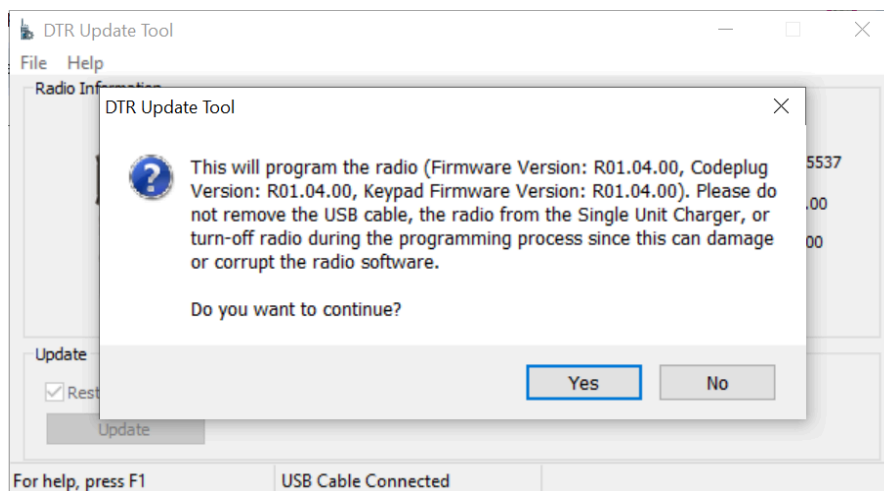 DTR Update Tool
File Help
Radio Information
DTR Update Tool
This will program the radio (Firmware Version: R01.04.00, Codeplug
Version: R01.04.00, Keypad Firmware Version: R01.04.00). Please do
not remove the USB cable, the radio from the Single Unit Charger, or
turn-off radio during the programming process since this can damage
or corrupt the radio software.
Do you want to continue?
Yes No
5537
.00
00
Update
Rest
Update
For help, press F1 USB Cable Connected